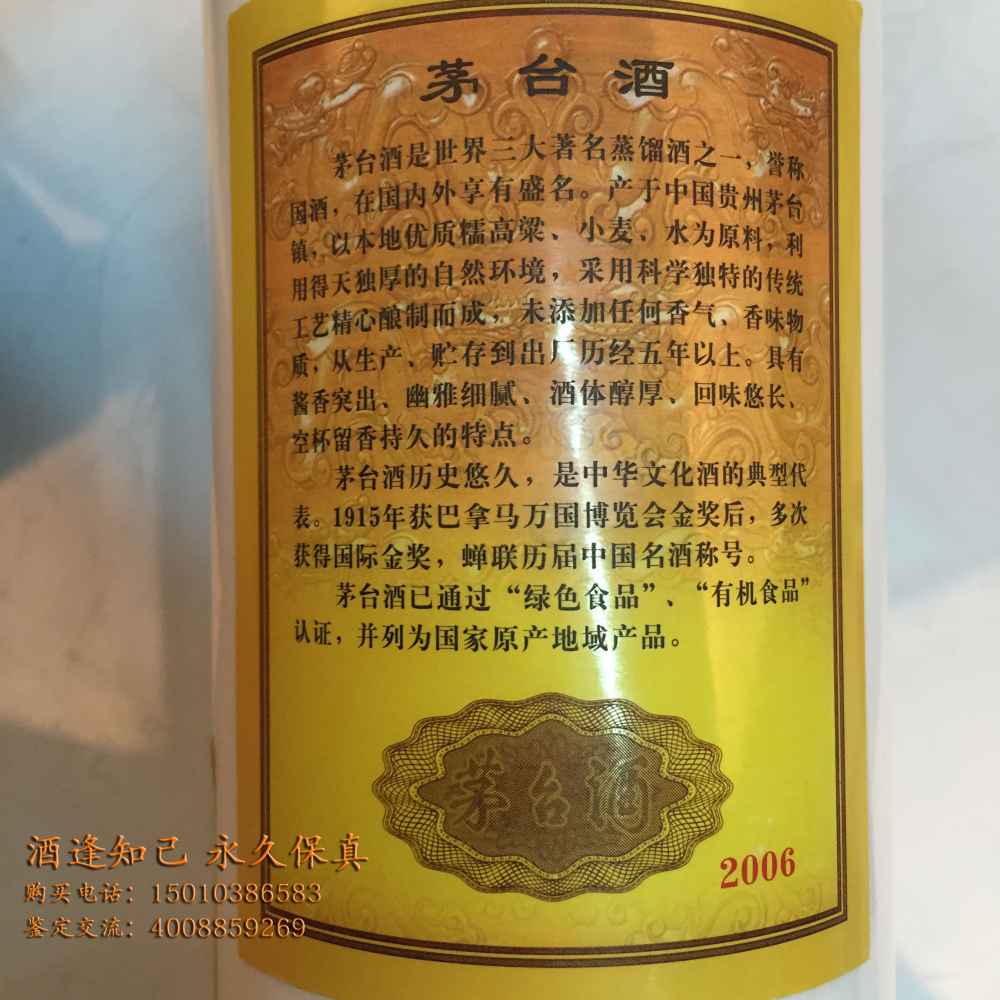 茅台酒
茅台酒是世界三大著名蒸馏酒之一，誉称
国酒，在国内外享有盛名。产于中国贵州茅台
镇，以本地优质糯高粱、小麦、水为原料，利
用得天独厚的自然环境，采用科学独特的传统
工艺精心酿制而成，未添加任何香气、香味物
质，从生产、贮存到出厂历经五年以上。具有
酱香突出、幽雅细腻、酒体醇厚、回味悠长、
空杯留香持久的特点。
茅台酒历史悠久，是中华文化酒的典型代
表。1915年获巴拿马万国博览会金奖后，多次
获得国际金奖，蝉联历届中国名酒称号。
茅台酒已通过“绿色食品”、“有机食品”
认证，并列为国家原产地域产品。
茅台酒
2006
酒逢知己 永久保真
购买电话：15010386583
鉴定交流：4008859269